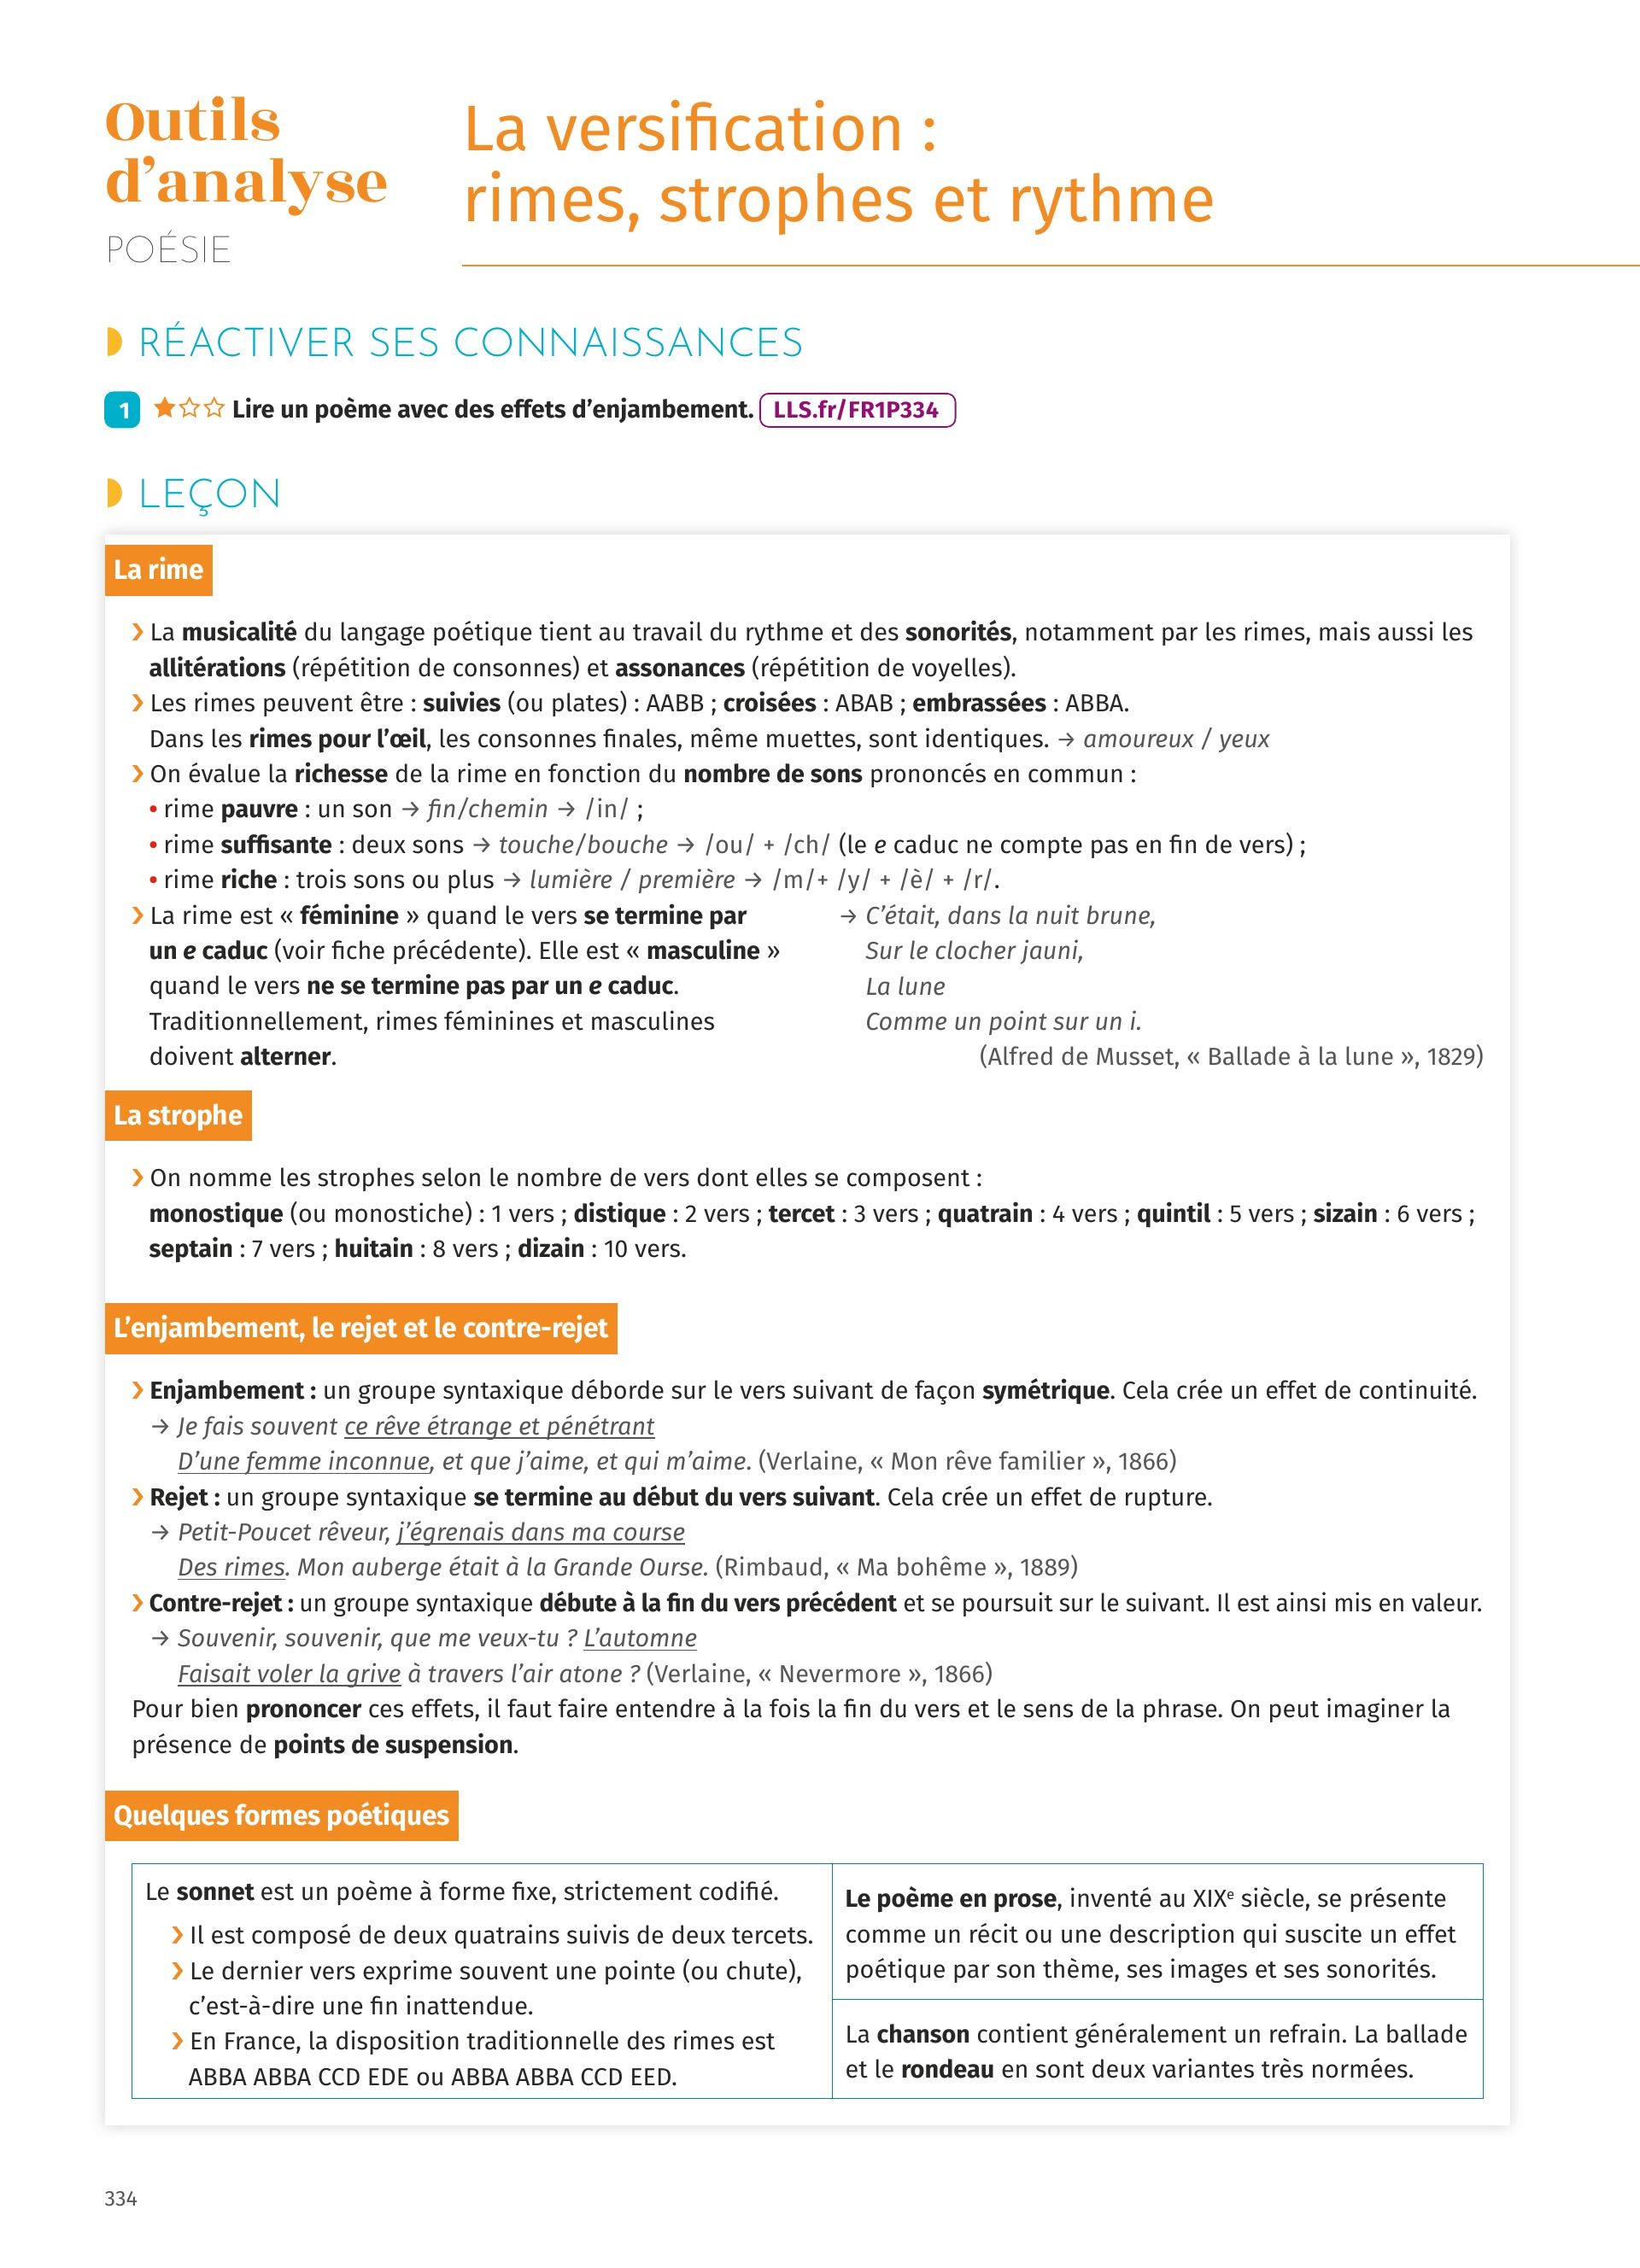 Outils
d’analyse
POÉSIE
La versification :
rimes, strophes et rythme
RÉACTIVER SES CONNAISSANCES
1 Lire un poème avec des effets d’enjambement. LLS.fr/FR1P334
LEÇON
La rime
❯ La musicalité du langage poétique tient au travail du rythme et des sonorités, notamment par les rimes, mais aussi les
allitérations (répétition de consonnes) et assonances (répétition de voyelles).
❯ Les rimes peuvent être : suivies (ou plates) : AABB ; croisées : ABAB ; embrassées : ABBA.
Dans les rimes pour l’œil, les consonnes finales, même muettes, sont identiques. → amoureux / yeux
❯ On évalue la richesse de la rime en fonction du nombre de sons prononcés en commun :
• rime pauvre : un son → fin/chemin → /in/ ;
• rime suffisante : deux sons → touche/bouche → /ou/ + /ch/ (le e caduc ne compte pas en fin de vers) ;
• rime riche : trois sons ou plus → lumière / première → /m/+ /y/ + /è/ + /r/.
❯ La rime est « féminine » quand le vers se termine par
un e caduc (voir fiche précédente). Elle est « masculine »
quand le vers ne se termine pas par un e caduc.
Traditionnellement, rimes féminines et masculines
doivent alterner.
→ C’était, dans la nuit brune,
Sur le clocher jauni,
La lune
Comme un point sur un i.
(Alfred de Musset, « Ballade à la lune », 1829)
La strophe
❯ On nomme les strophes selon le nombre de vers dont elles se composent :
monostique (ou monostiche) : 1 vers ; distique : 2 vers ; tercet : 3 vers ; quatrain : 4 vers ; quintil : 5 vers ; sizain : 6 vers ;
septain : 7 vers ; huitain : 8 vers ; dizain : 10 vers.
L’enjambement, le rejet et le contre-rejet
❯ Enjambement : un groupe syntaxique déborde sur le vers suivant de façon symétrique. Cela crée un effet de continuité.
→ Je fais souvent ce rêve étrange et pénétrant
D’une femme inconnue, et que j’aime, et qui m’aime. (Verlaine, « Mon rêve familier », 1866)
❯ Rejet : un groupe syntaxique se termine au début du vers suivant. Cela crée un effet de rupture.
→ Petit-Poucet rêveur, j’égrenais dans ma course
Des rimes. Mon auberge était à la Grande Ourse. (Rimbaud, « Ma bohême », 1889)
❯ Contre-rejet : un groupe syntaxique débute à la fin du vers précédent et se poursuit sur le suivant. Il est ainsi mis en valeur.
→ Souvenir, souvenir, que me veux-tu ? L’automne
Faisait voler la grive à travers l’air atone ? (Verlaine, « Nevermore », 1866)
Pour bien prononcer ces effets, il faut faire entendre à la fois la fin du vers et le sens de la phrase. On peut imaginer la
présence de points de suspension.
Quelques formes poétiques
Le sonnet est un poème à forme fixe, strictement codifié.
❯ Il est composé de deux quatrains suivis de deux tercets.
❯ Le dernier vers exprime souvent une pointe (ou chute),
c’est-à-dire une fin inattendue.
❯ En France, la disposition traditionnelle des rimes est
ABBA ABBA CCD EDE ou ABBA ABBA CCD EED.
Le poème en prose, inventé au XIXe siècle, se présente
comme un récit ou une description qui suscite un effet
poétique par son thème, ses images et ses sonorités.
La chanson contient généralement un refrain. La ballade
et le rondeau en sont deux variantes très normées.
334